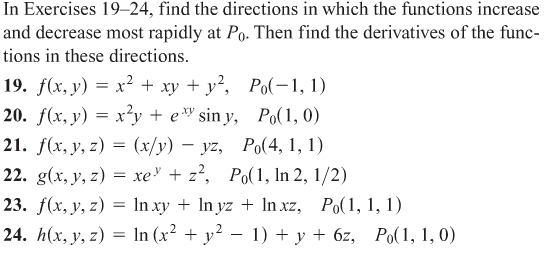 In Exercises 19–24, find the directions in which the functions increase
and decrease most rapidly at P₀. Then find the derivatives of the func-
tions in these directions.
19. f(x, y) = x² + xy + y², P₀(−1, 1)
20. f(x, y) = x²y + e^{xy} sin y, P₀(1, 0)
21. f(x, y, z) = (x/y) − yz, P₀(4, 1, 1)
22. g(x, y, z) = xe^y + z², P₀(1, ln 2, 1/2)
23. f(x, y, z) = ln xy + ln yz + ln xz, P₀(1, 1, 1)
24. h(x, y, z) = ln (x² + y² − 1) + y + 6z, P₀(1, 1, 0)